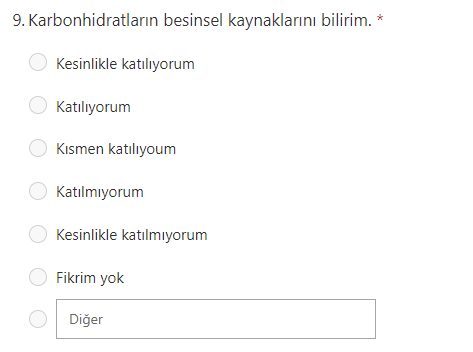 9. Karbonhidratların besinsel kaynaklarını bilirim. *
Kesinlikle katılıyorum
Katılıyorum
Kısmen katılıyoum
Katılmıyorum
Kesinlikle katılmıyorum
Fikrim yok
Diğer